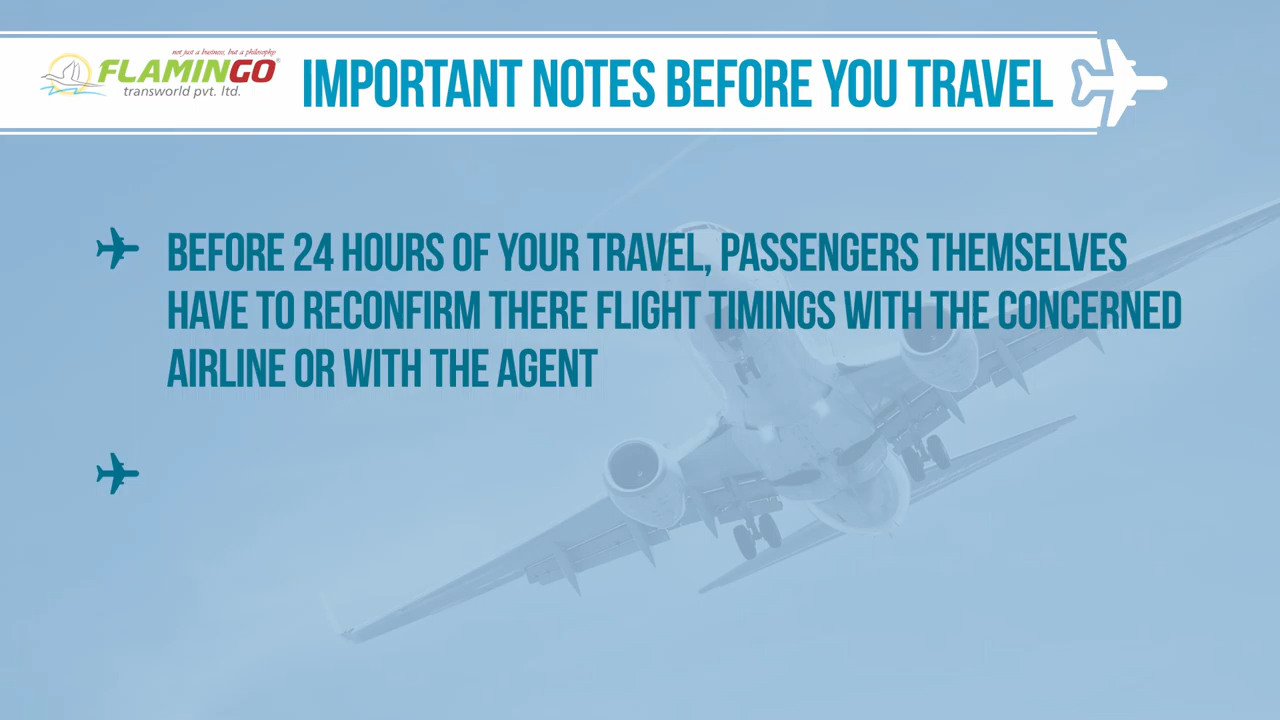 not just a business, but a philosophy
FLAMINGO
transworld pvt. ltd.
IMPORTANT NOTES BEFORE YOU TRAVEL
BEFORE 24 HOURS OF YOUR TRAVEL, PASSENGERS THEMSELVES
HAVE TO RECONFIRM THERE FLIGHT TIMINGS WITH THE CONCERNED
AIRLINE OR WITH THE AGENT